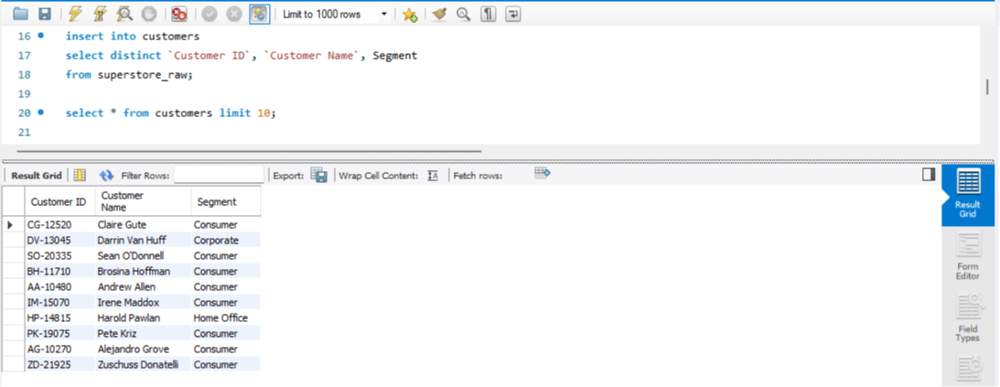 Limit to 1000 rows
16 insert into customers
17 select distinct `Customer ID`, `Customer Name`, Segment
18 from superstore_raw;
19
20 select * from customers limit 10;
21
Result Grid Filter Rows: Export: Wrap Cell Content: Fetch rows:
Customer ID Customer Name Segment
CG-12520 Claire Gute Consumer
DV-13045 Darrin Van Huff Corporate
SO-20335 Sean O'Donnell Consumer
BH-11710 Brosina Hoffman Consumer
AA-10480 Andrew Allen Consumer
IM-15070 Irene Maddox Consumer
HP-14815 Harold Pawlan Home Office
PK-19075 Pete Kriz Consumer
AG-10270 Alejandro Grove Consumer
ZD-21925 Zuschuss Donatelli Consumer
Result
Grid
Form
Editor
Field
Types